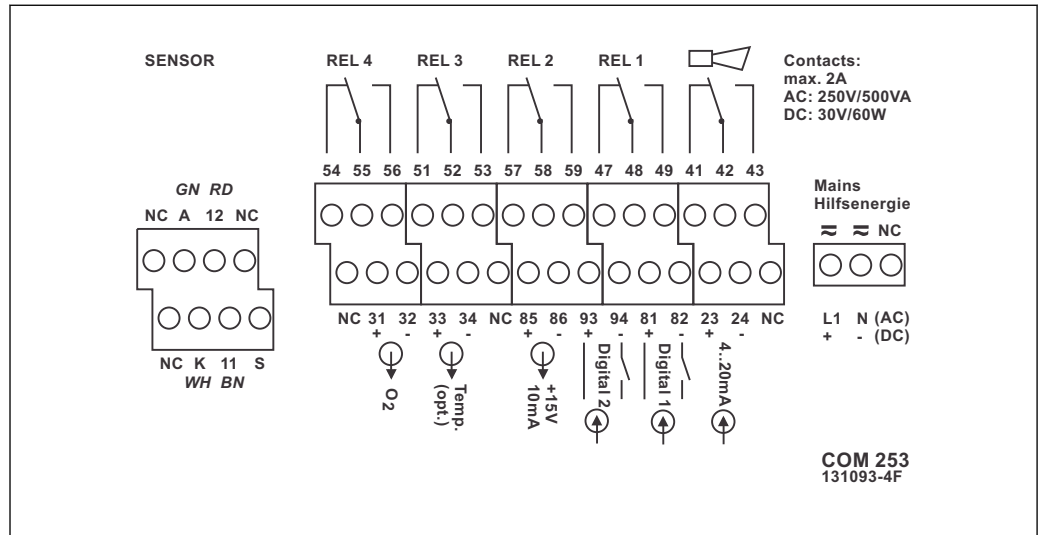 SENSOR
REL 4 REL 3 REL 2 REL 1
Contacts:
max. 2A
AC: 250V/500VA
DC: 30V/60W
54 55 56 51 52 53 57 58 59 47 48 49 41 42 43
GN RD
NC A 12 NC
NC K 11 S
WH BN
Mains
Hilfsenergie
≂ ≂ NC
L1 N (AC)
+ - (DC)
NC 31 32 33 34 NC 85 86 93 94 81 82 23 24 NC
+ - + - + - + - + - + -
O2
Temp.
(opt.)
+15V
10mA
Digital 2
Digital 1
4..20mA
COM 253
131093-4F